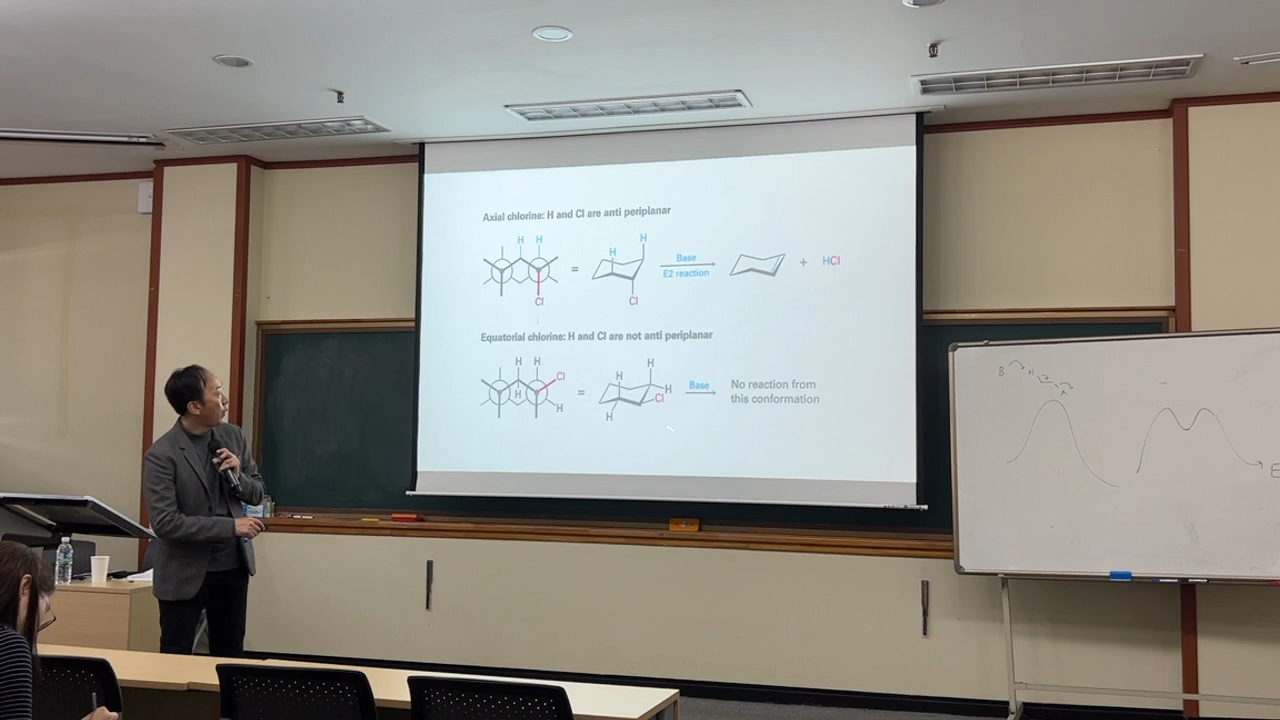 Axial chlorine: H and Cl are anti periplanar
H H
H
H
Cl
=
Cl
Base
E2 reaction
+ HCl
Equatorial chlorine: H and Cl are not anti periplanar
H H
Cl
H
H
=
H
H
H
Cl
H
Base
No reaction from
this conformation
B H
x
E